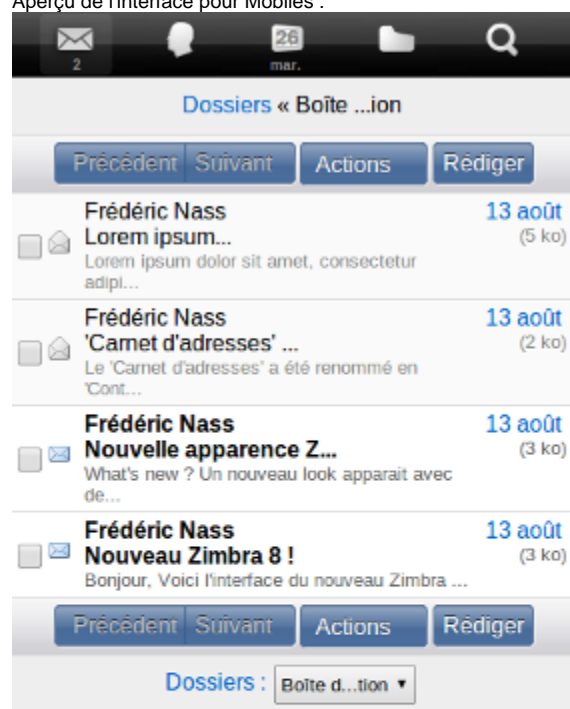 Aperçu de l'interface pour Mobiles :
2
26
mar.
Dossiers « Boîte ...ion
Précédent Suivant Actions Rédiger
Frédéric Nass 13 août
Lorem ipsum... (5 ko)
Lorem ipsum dolor sit amet, consectetur
adipi...
Frédéric Nass 13 août
'Carnet d'adresses' ... (2 ko)
Le 'Carnet d'adresses' a été renommé en
'Cont...
Frédéric Nass 13 août
Nouvelle apparence Z... (3 ko)
What's new ? Un nouveau look apparait avec
de...
Frédéric Nass 13 août
Nouveau Zimbra 8 ! (3 ko)
Bonjour, Voici l'interface du nouveau Zimbra ...
Précédent Suivant Actions Rédiger
Dossiers : Boîte d...tion